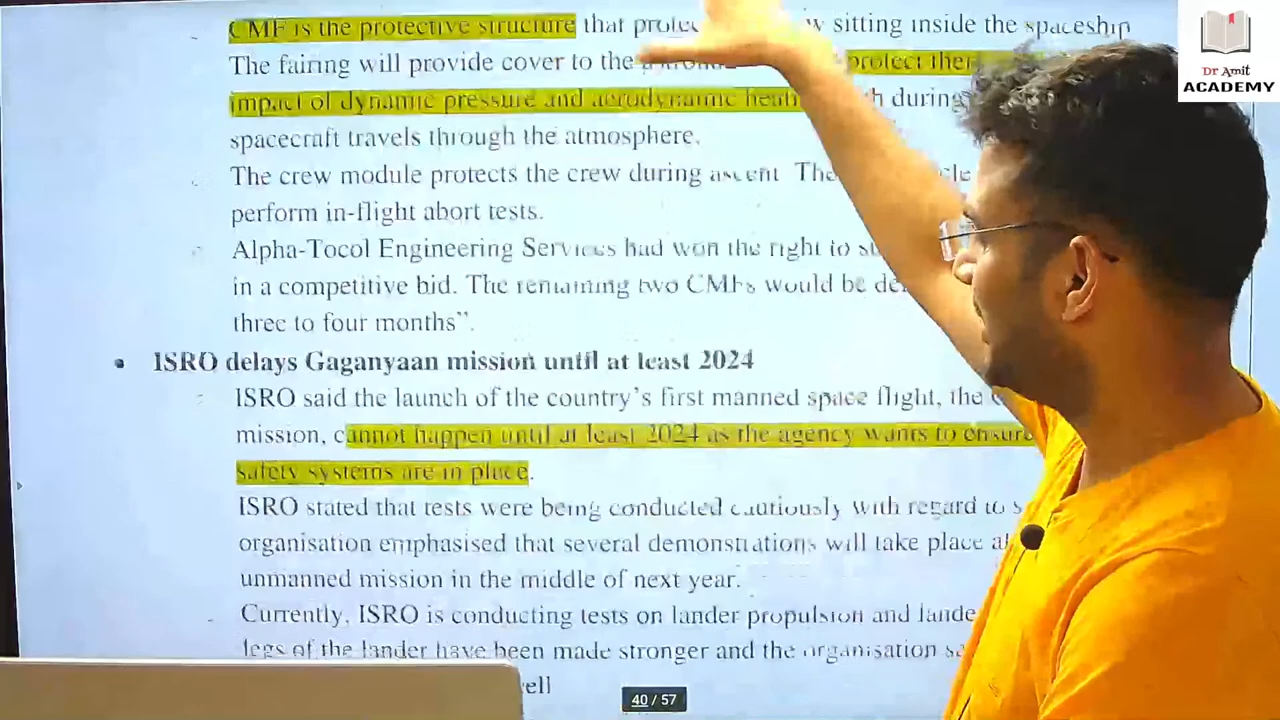 CMF is the protective structure that sitting inside the spaceship
The fairing will provide cover to the protect
impact of dynamic pressure and aerodynamic during
spacecraft travels through the atmosphere.
The crew module protects the crew during ascent The
perform in-flight abort tests.
Alpha-Tocol Engineering Services had won the right to
in a competitive bid. The remaining two CMFs would be
three to four months”.
• ISRO delays Gaganyaan mission until at least 2024
ISRO said the launch of the country’s first manned space flight, the
mission, cannot happen until at least 2024 as the agency wants to ensure
safety systems are in place.
ISRO stated that tests were being conducted cautiously with regard to s
organisation emphasised that several demonstrations will take place
unmanned mission in the middle of next year.
Currently, ISRO is conducting tests on lander propulsion and lande
legs of the lander have been made stronger and the organisation
ell
40 / 57
Dr Amit
ACADEMY